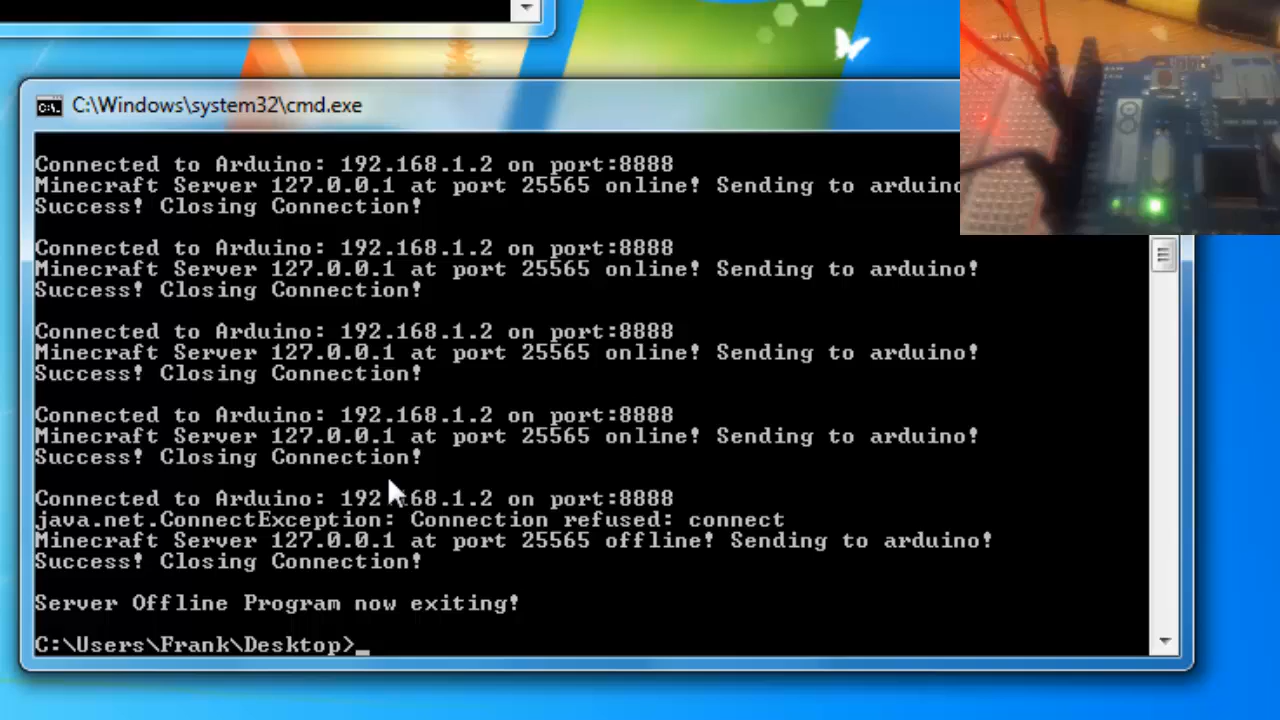 C:\Windows\system32\cmd.exe
Connected to Arduino: 192.168.1.2 on port:8888
Minecraft Server 127.0.0.1 at port 25565 online! Sending to arduino
Success! Closing Connection!
Connected to Arduino: 192.168.1.2 on port:8888
Minecraft Server 127.0.0.1 at port 25565 online! Sending to arduino!
Success! Closing Connection!
Connected to Arduino: 192.168.1.2 on port:8888
Minecraft Server 127.0.0.1 at port 25565 online! Sending to arduino!
Success! Closing Connection!
Connected to Arduino: 192.168.1.2 on port:8888
Minecraft Server 127.0.0.1 at port 25565 online! Sending to arduino!
Success! Closing Connection!
Connected to Arduino: 192.168.1.2 on port:8888
java.net.ConnectException: Connection refused: connect
Minecraft Server 127.0.0.1 at port 25565 offline! Sending to arduino!
Success! Closing Connection!
Server Offline Program now exiting!
C:\Users\Frank\Desktop>_